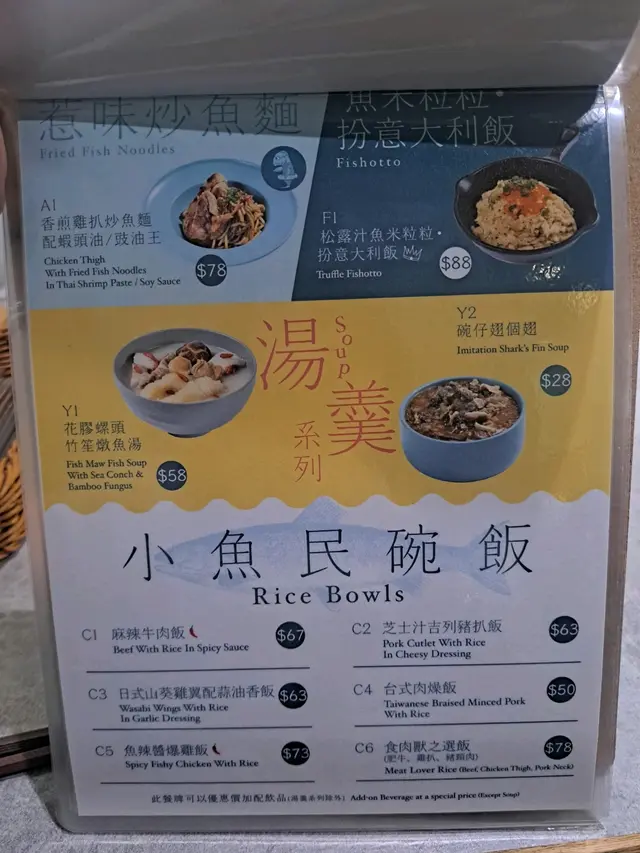 惹味炒魚麵
Fried Fish Noodles
魚米粒粒・
扮意大利飯
Fishotto
A1
香煎雞扒炒魚麵
配蝦頭油/豉油王
Chicken Thigh
With Fried Fish Noodles
In Thai Shrimp Paste / Soy Sauce
$78
F1
松露汁魚米粒粒・
扮意大利飯
Truffle Fishotto
$88
湯羹
Soup
系列
Y1
花膠螺頭
竹笙燉魚湯
Fish Maw Fish Soup
With Sea Conch &
Bamboo Fungus
$58
Y2
碗仔翅個翅
Imitation Shark's Fin Soup
$28
小魚民碗飯
Rice Bowls
C1 麻辣牛肉飯
Beef With Rice In Spicy Sauce
$67
C2 芝士汁吉列豬扒飯
Pork Cutlet With Rice
In Cheesy Dressing
$63
C3 日式山葵雞翼配蒜油香飯
Wasabi Wings With Rice
In Garlic Dressing
$63
C4 台式肉燥飯
Taiwanese Braised Minced Pork
With Rice
$50
C5 魚辣醬爆雞飯
Spicy Fishy Chicken With Rice
$73
C6 食肉獸之選飯
(肥牛、雞扒、豬頸肉)
Meat Lover Rice (Beef, Chicken Thigh, Pork Neck)
$78
此餐牌可以優惠價加配飲品(湯羹系列除外) Add-on Beverage at a special price (Except Soup)